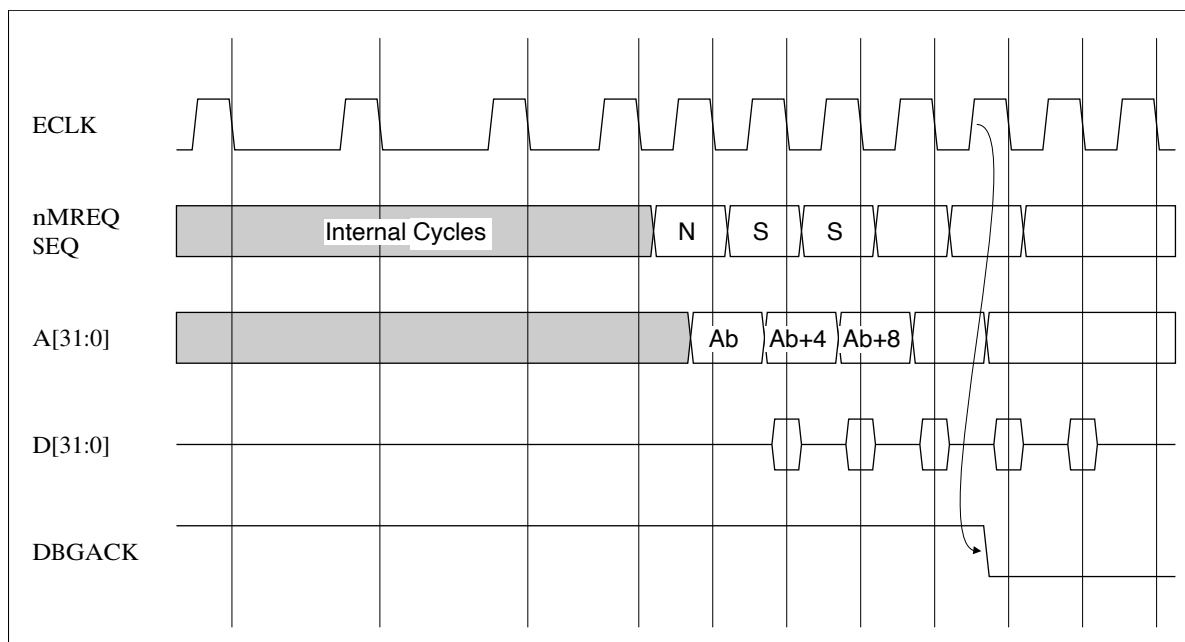 ECLK
nMREQ
SEQ
Internal Cycles
N
S
S
A[31:0]
Ab
Ab+4
Ab+8
D[31:0]
DBGACK